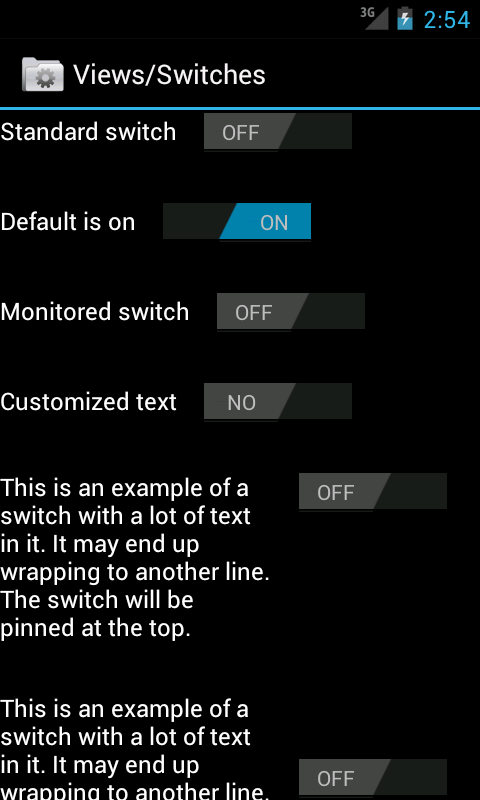 3G 2:54
Views/Switches
Standard switch OFF
Default is on ON
Monitored switch OFF
Customized text NO
This is an example of a OFF
switch with a lot of text
in it. It may end up
wrapping to another line.
The switch will be
pinned at the top.
This is an example of a
switch with a lot of text
in it. It may end up OFF
wrapping to another line.